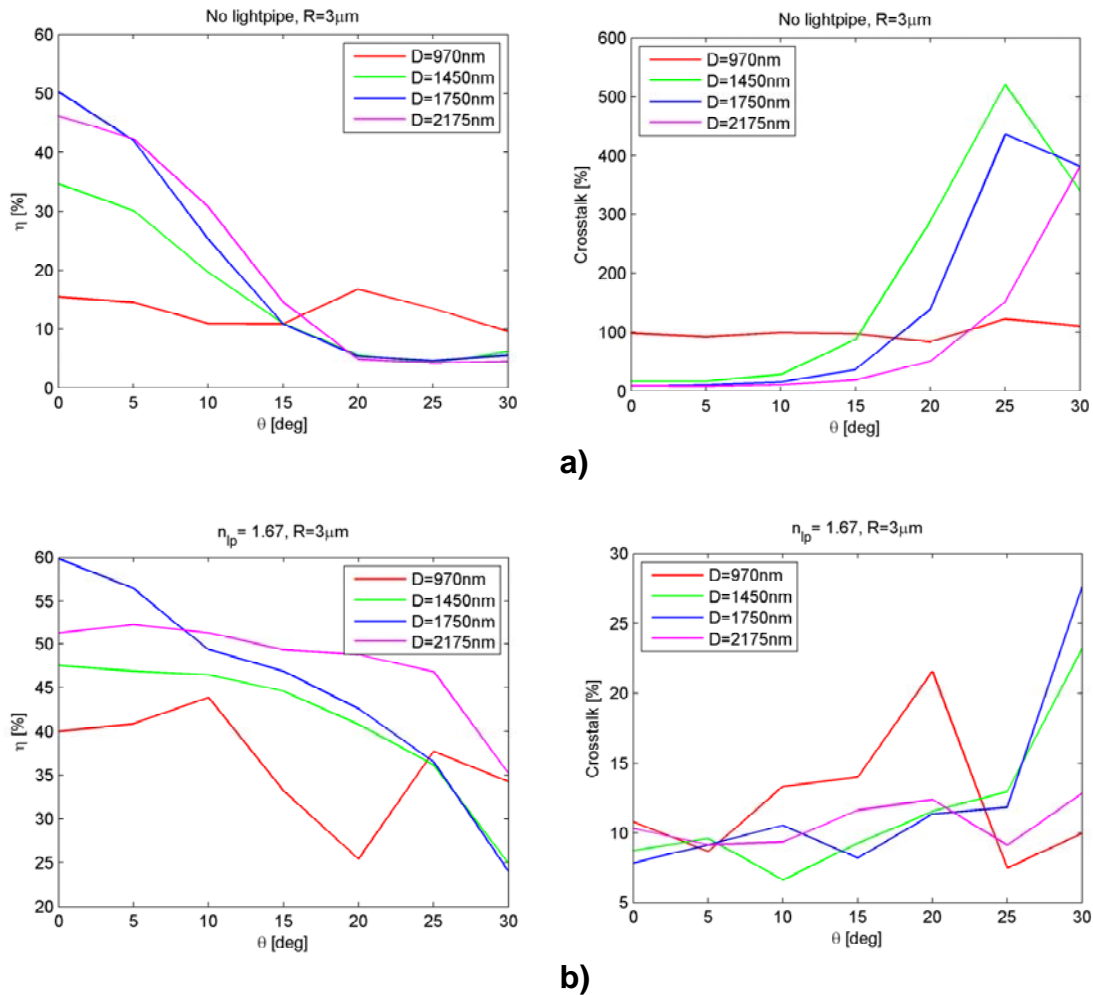 No lightpipe, R=3μm
60
50
40
30
20
10
0
η [%]
D=970nm
D=1450nm
D=1750nm
D=2175nm
0 5 10 15 20 25 30
θ [deg]
No lightpipe, R=3μm
600
500
400
300
200
100
0
Crosstalk [%]
D=970nm
D=1450nm
D=1750nm
D=2175nm
0 5 10 15 20 25 30
θ [deg]
a)
nlp= 1.67, R=3μm
60
55
50
45
40
35
30
25
20
η [%]
D=970nm
D=1450nm
D=1750nm
D=2175nm
0 5 10 15 20 25 30
θ [deg]
nlp= 1.67, R=3μm
30
25
20
15
10
5
Crosstalk [%]
D=970nm
D=1450nm
D=1750nm
D=2175nm
0 5 10 15 20 25 30
θ [deg]
b)